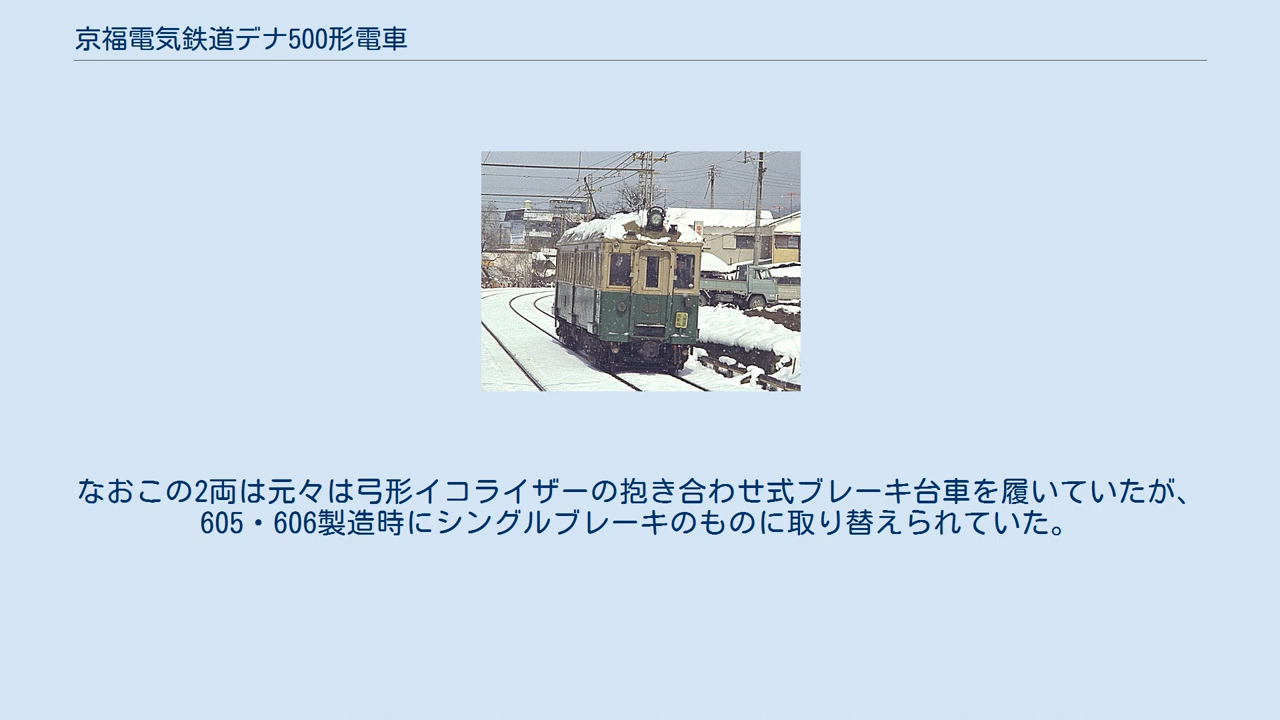 京福電気鉄道デナ500形電車
なおこの2両は元々は弓形イコライザーの抱き合わせ式ブレーキ台車を履いていたが、
605・606製造時にシングルブレーキのものに取り替えられていた。